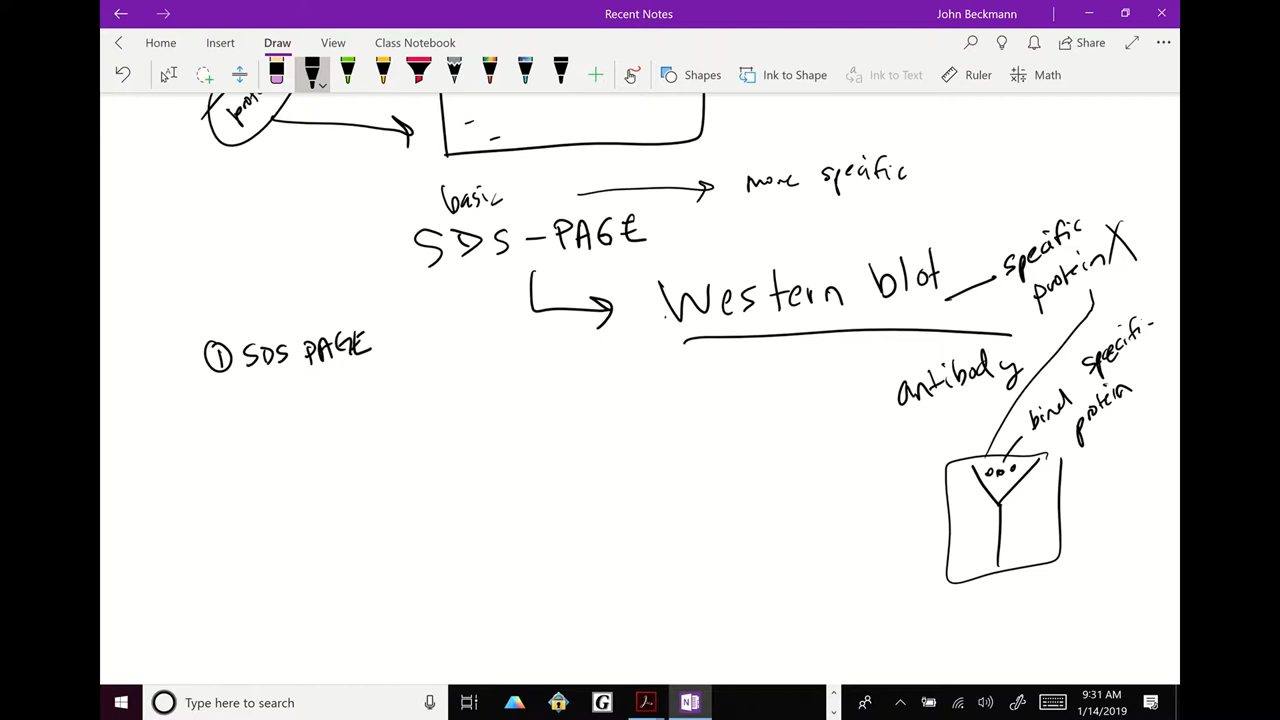 Recent Notes
John Beckmann
Home Insert Draw View Class Notebook
Share
Shapes Ink to Shape Ink to Text Ruler Math
basic
more specific
SDS-PAGE
Western blot
specific
protein X
① SDS PAGE
antibody
bind specifi
protein
Type here to search
G
9:31 AM
1/14/2019